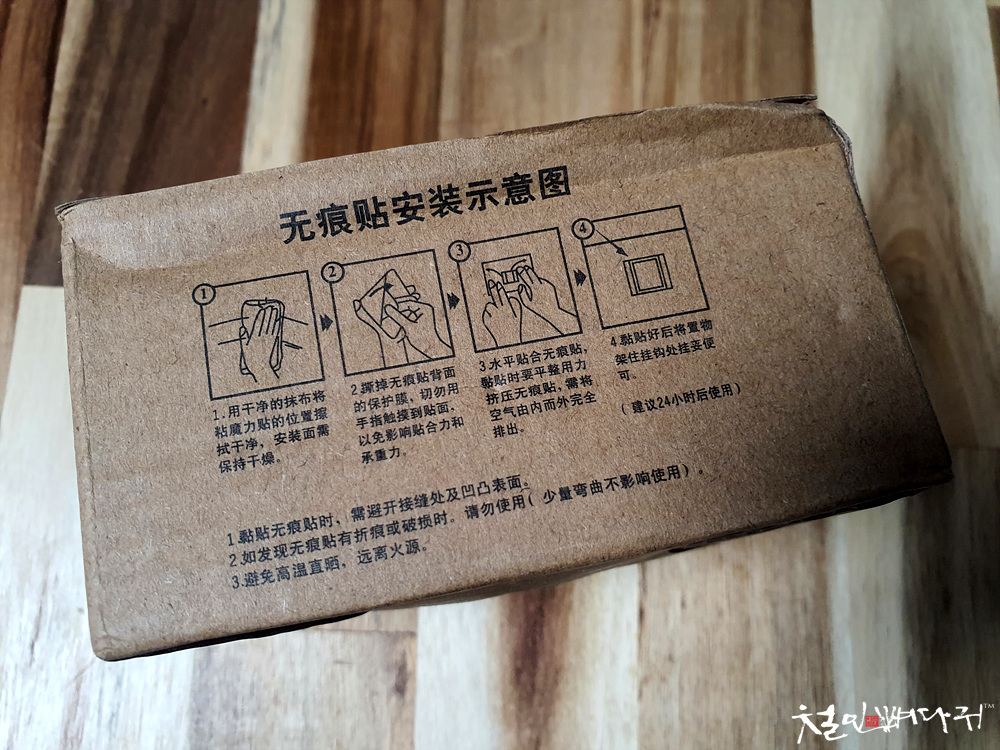 无痕贴安装示意图
1
2
3
4
1.用干净的抹布将
粘魔力贴的位置擦
拭干净，安装面需
保持干燥。
2.撕掉无痕贴背面
的保护膜，切勿用
手指触摸到贴面，
以免影响贴合力和
承重力。
3.水平贴合无痕贴，
黏贴时要平整用力
挤压无痕贴，需将
空气由内而外完全
排出。
4.黏贴好后将置物
架住挂钩处挂妥便
可。
（建议24小时后使用）
1.黏贴无痕贴时、需避开接缝处及凹凸表面。
2.如发现无痕贴有折痕或破损时。请勿使用（少量弯曲不影响使用）。
3.避免高温直晒，远离火源。
철인뼈다귀™